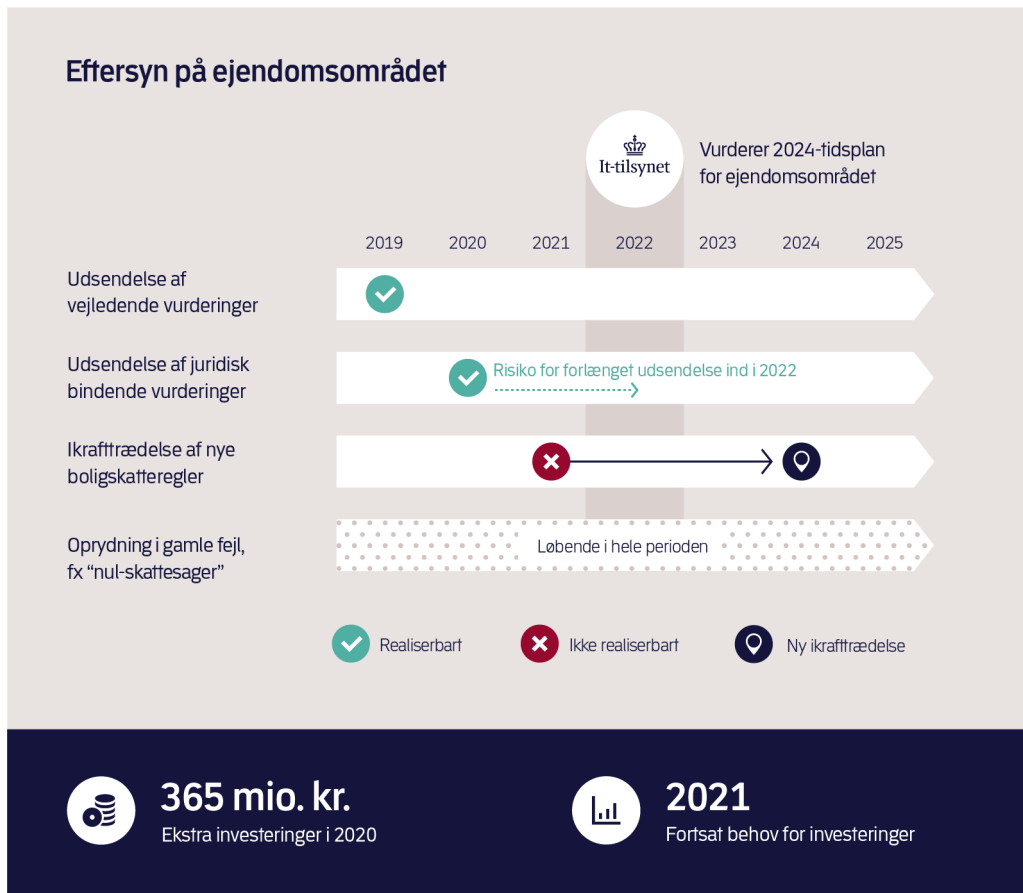 Eftersyn på ejendomsområdet
It-tilsynet
Vurderer 2024-tidsplan
for ejendomsområdet
2019 2020 2021 2022 2023 2024 2025
Udsendelse af
vejledende vurderinger
Udsendelse af juridisk
bindende vurderinger
Risiko for forlænget udsendelse ind i 2022
Ikrafttrædelse af nye
boligskatteregler
Oprydning i gamle fejl,
fx “nul-skattesager”
Løbende i hele perioden
Realiserbart
Ikke realiserbart
Ny ikrafttrædelse
365 mio. kr.
Ekstra investeringer i 2020
2021
Fortsat behov for investeringer